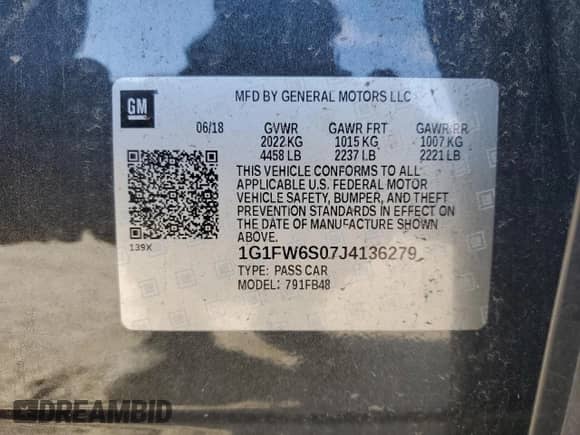 GM
MFD BY GENERAL MOTORS LLC
06/18 GVWR GAWR FRT GAWR RR
2022 KG 1015 KG 1007 KG
4458 LB 2237 LB 2221 LB
THIS VEHICLE CONFORMS TO ALL
APPLICABLE U.S. FEDERAL MOTOR
VEHICLE SAFETY, BUMPER, AND THEFT
PREVENTION STANDARDS IN EFFECT ON
THE DATE OF MANUFACTURE SHOWN
ABOVE.
139X
1G1FW6S07J4136279
TYPE: PASS CAR
MODEL: 791FB48
DREAMBID